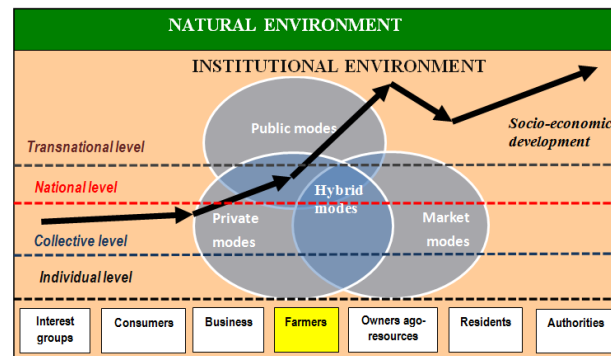 NATURAL ENVIRONMENT
INSTITUTIONAL ENVIRONMENT
Public modes
Socio-economic
development
Transnational level
National level
Hybrid
modes
Private
modes
Market
modes
Collective level
Individual level
Interest
groups
Consumers
Business
Farmers
Owners ago-
resources
Residents
Authorities